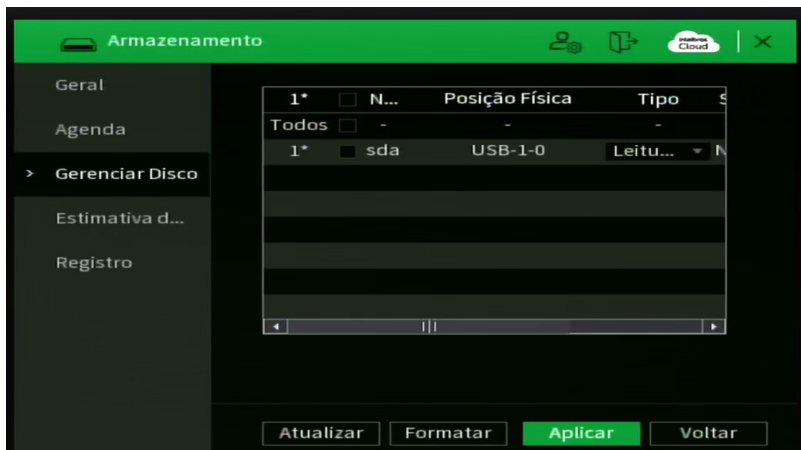 Armazenamento
intelbras Cloud
Geral
Agenda
> Gerenciar Disco
Estimativa d...
Registro
1* N... Posição Física Tipo S
Todos - - -
1* sda USB-1-0 Leitu... N
Atualizar Formatar Aplicar Voltar